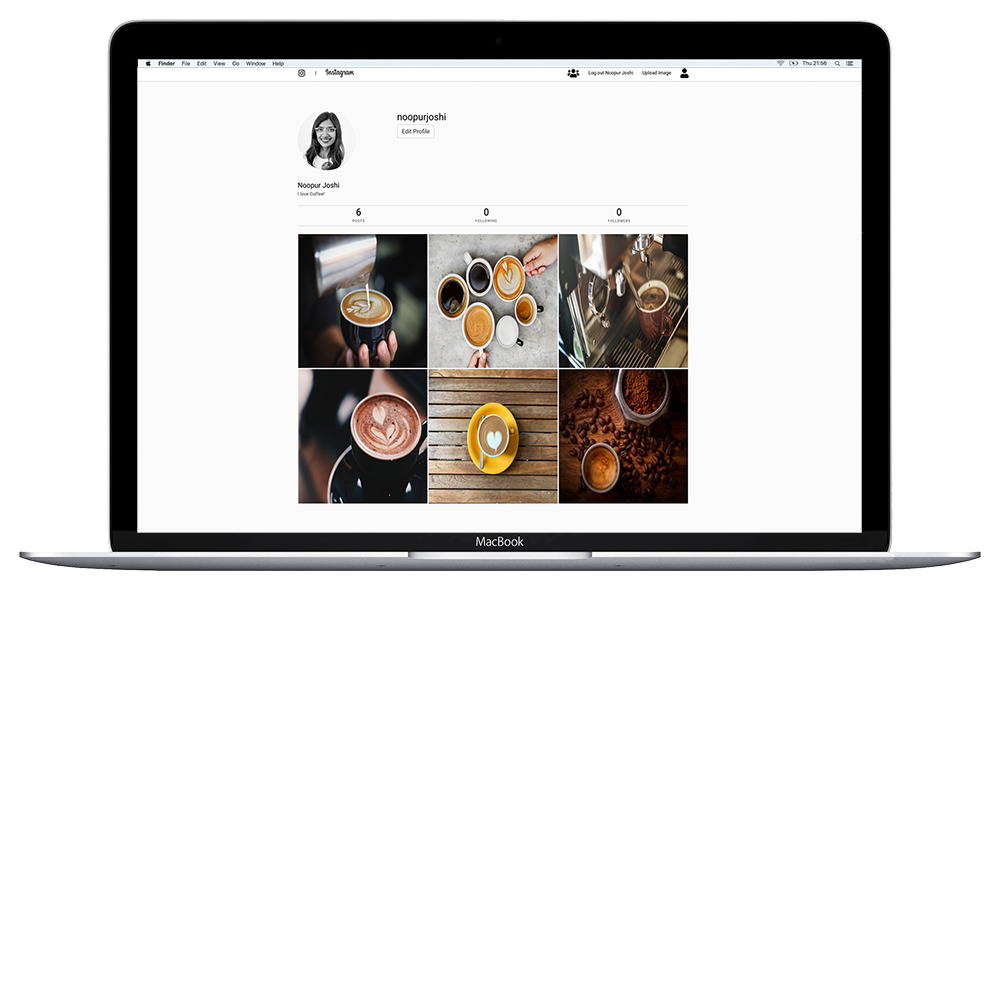 Finder File Edit View Go Window Help Thu 21:56
Instagram Log out Noopur Joshi Upload Image
noopurjoshi
Edit Profile
Noopur Joshi
I love Coffee!
6 0 0
POSTS FOLLOWING FOLLOWERS
MacBook